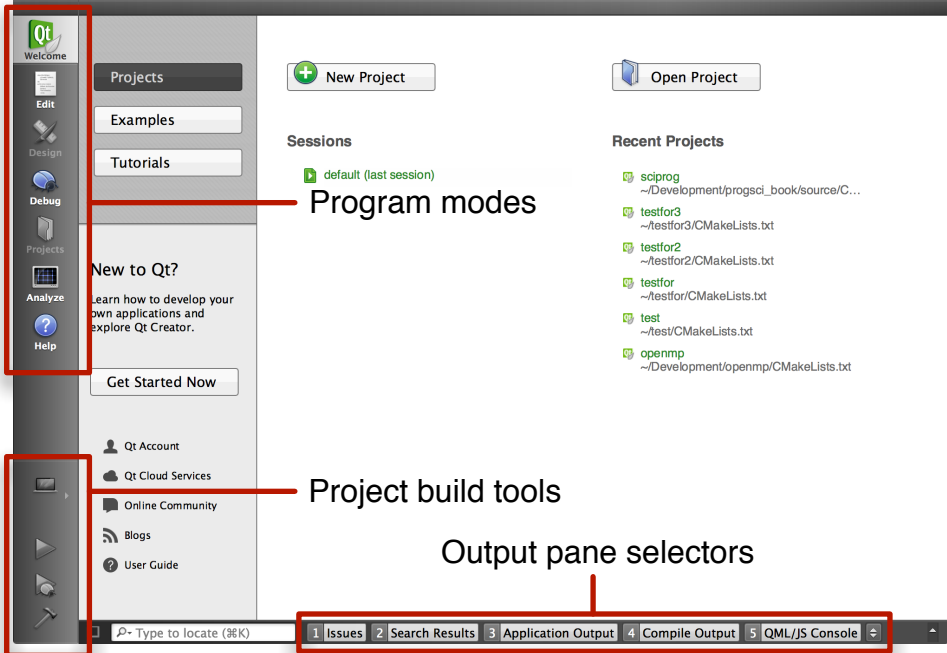 Qt
Welcome
Edit
Design
Debug
Projects
Analyze
Help
Projects
Examples
Tutorials
New to Qt?
Learn how to develop your
own applications and
explore Qt Creator.
Get Started Now
Qt Account
Qt Cloud Services
Online Community
Blogs
User Guide
New Project
Open Project
Sessions
default (last session)
Recent Projects
sciprog
~/Development/progsci_book/source/C...
testfor3
~/testfor3/CMakeLists.txt
testfor2
~/testfor2/CMakeLists.txt
testfor
~/testfor/CMakeLists.txt
test
~/test/CMakeLists.txt
openmp
~/Development/openmp/CMakeLists.txt
Program modes
Project build tools
Output pane selectors
Type to locate (⌘K)
1 Issues 2 Search Results 3 Application Output 4 Compile Output 5 QML/JS Console